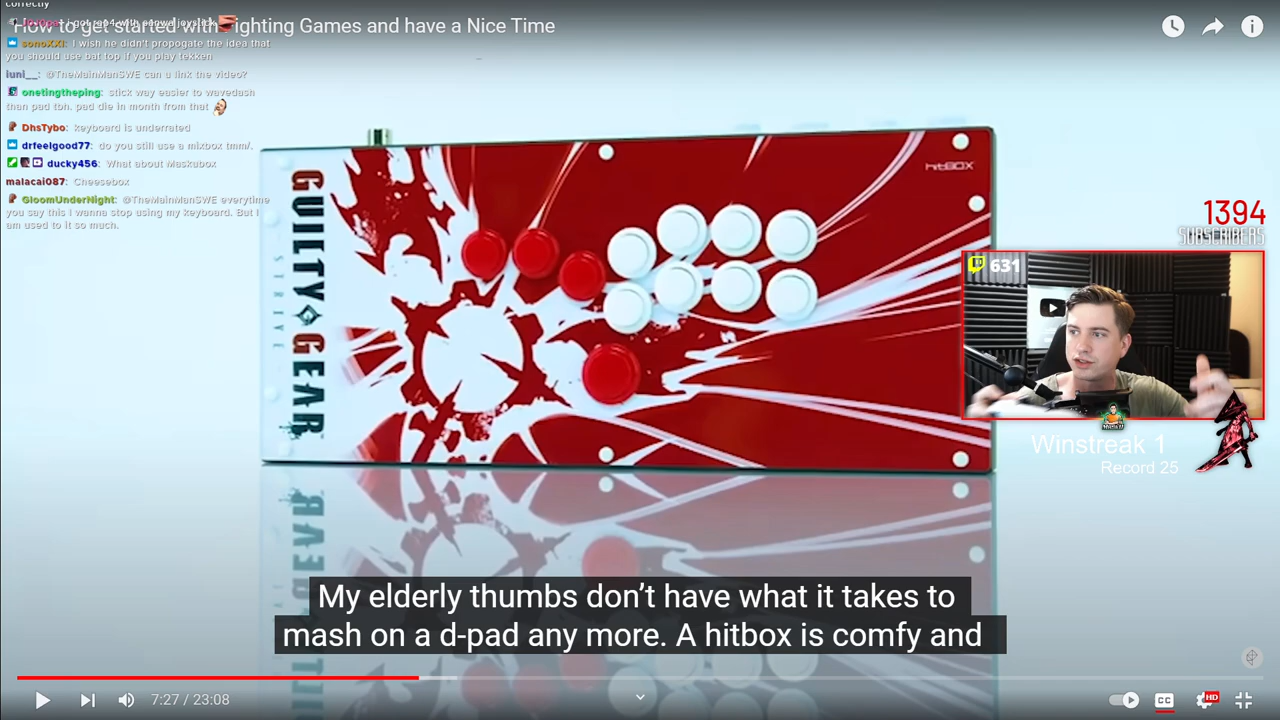 correctly
How to get started with Fighting Games and have a Nice Time
sonoXXI: I wish he didn't propogate the idea that
you should use bat top if you play tekken
iuni__: @TheMainManSWE can u link the video?
onetingtheping: stick way easier to wavedash
than pad tbh. pad die in month from that
DhsTybo: keyboard is underrated
drfeelgood77: do you still use a mixbox tmm/.
ducky456: What about Maskubox
malacai087: Cheesebox
GloomUnderNight: @TheMainManSWE everytime
you say this I wanna stop using my keyboard. But I
am used to it so much.
hitBOX
GUILTY GEAR
STRIVE
1394
SUBSCRIBERS
631
Winstreak 1
Record 25
My elderly thumbs don't have what it takes to
mash on a d-pad any more. A hitbox is comfy and
7:27 / 23:08
CC
HD